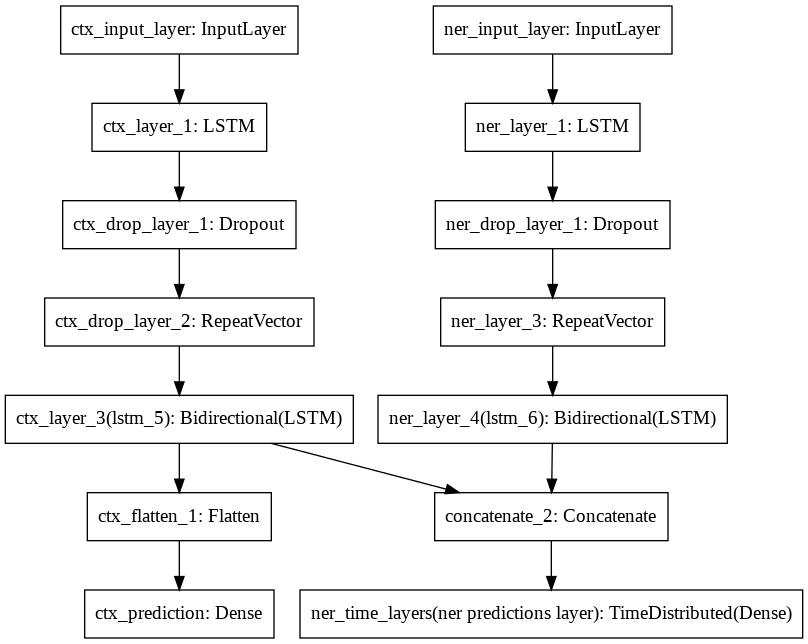 ctx_input_layer: InputLayer
ner_input_layer: InputLayer
ctx_layer_1: LSTM
ner_layer_1: LSTM
ctx_drop_layer_1: Dropout
ner_drop_layer_1: Dropout
ctx_drop_layer_2: RepeatVector
ner_layer_3: RepeatVector
ctx_layer_3(lstm_5): Bidirectional(LSTM)
ner_layer_4(lstm_6): Bidirectional(LSTM)
ctx_flatten_1: Flatten
concatenate_2: Concatenate
ctx_prediction: Dense
ner_time_layers(ner predictions layer): TimeDistributed(Dense)